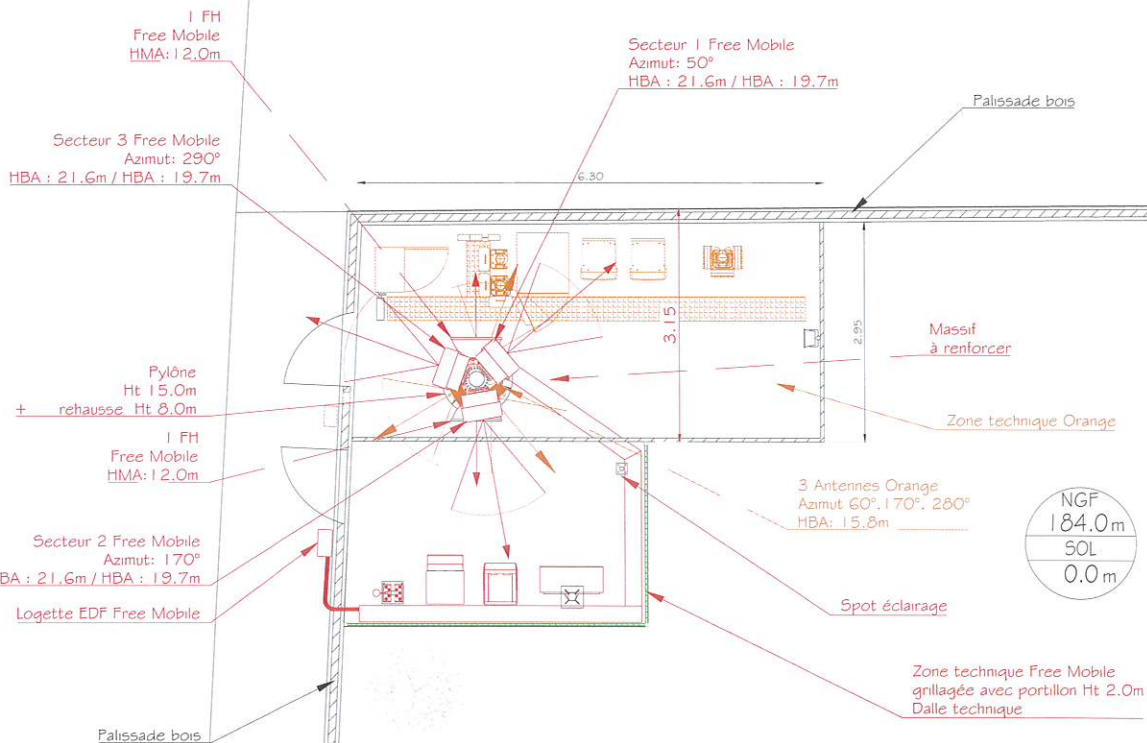 1 FH
Free Mobile
HMA: 12.0m
Secteur 1 Free Mobile
Azimut: 50°
HBA : 21.6m / HBA : 19.7m
Palissade bois
Secteur 3 Free Mobile
Azimut: 290°
HBA : 21.6m / HBA : 19.7m
6.30
3.15
2.95
Massif
à renforcer
Pylône
Ht 15.0m
+ rehausse Ht 8.0m
Zone technique Orange
1 FH
Free Mobile
HMA: 12.0m
3 Antennes Orange
Azimut 60°. 170°. 280°
HBA: 15.8m
NGF
184.0m
SOL
0.0m
Secteur 2 Free Mobile
Azimut: 170°
BA : 21.6m / HBA : 19.7m
Logette EDF Free Mobile
Spot éclairage
Zone technique Free Mobile
grillagée avec portillon Ht 2.0m
Dalle technique
Palissade bois